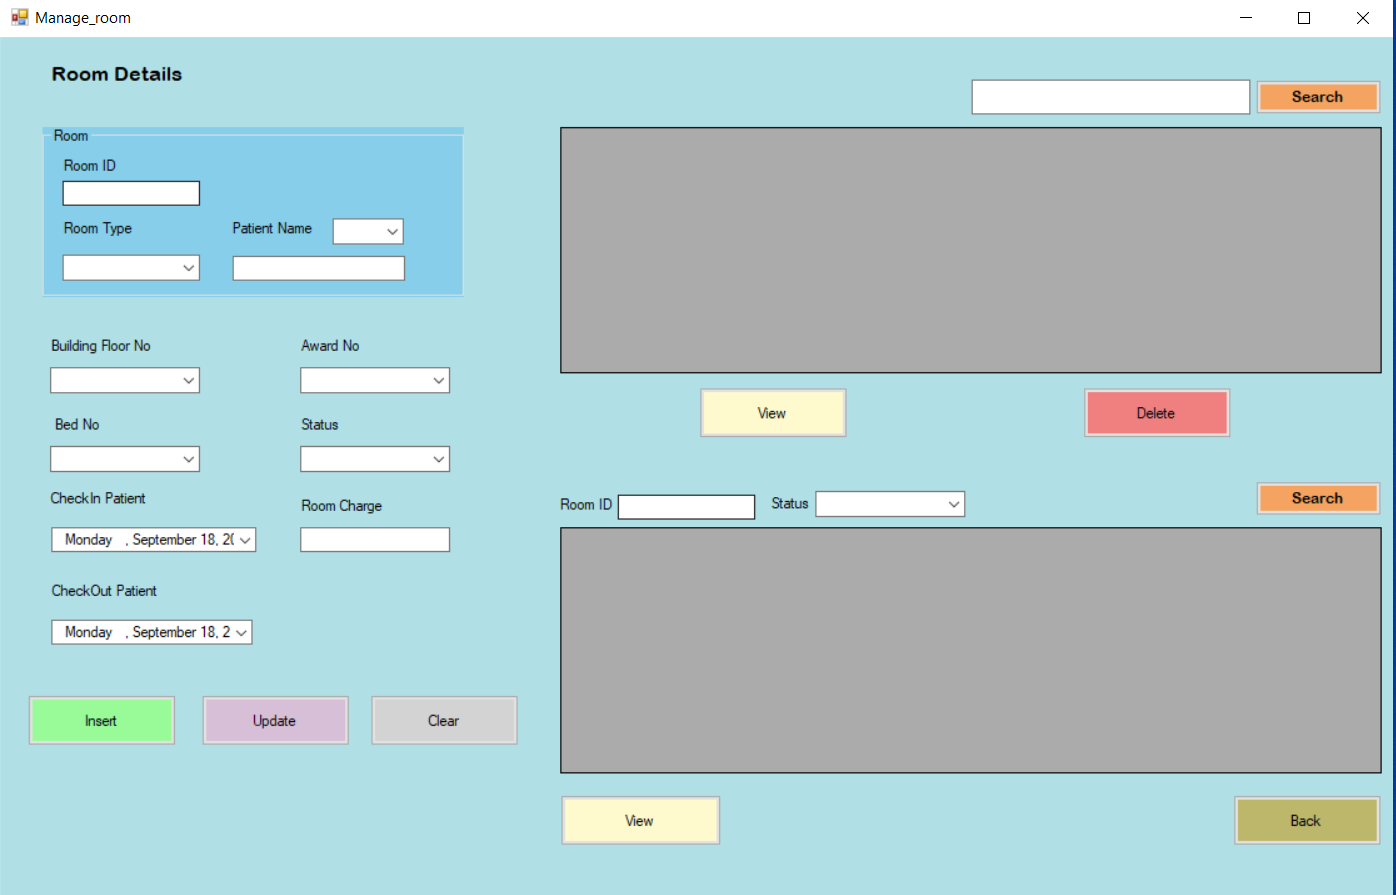 Manage_room
Room Details
Search
Room
Room ID
Room Type
Patient Name
Building Floor No
Award No
Bed No
Status
CheckIn Patient
Room Charge
Monday , September 18, 20
CheckOut Patient
Monday , September 18, 2
Insert
Update
Clear
View
Delete
Room ID
Status
Search
View
Back